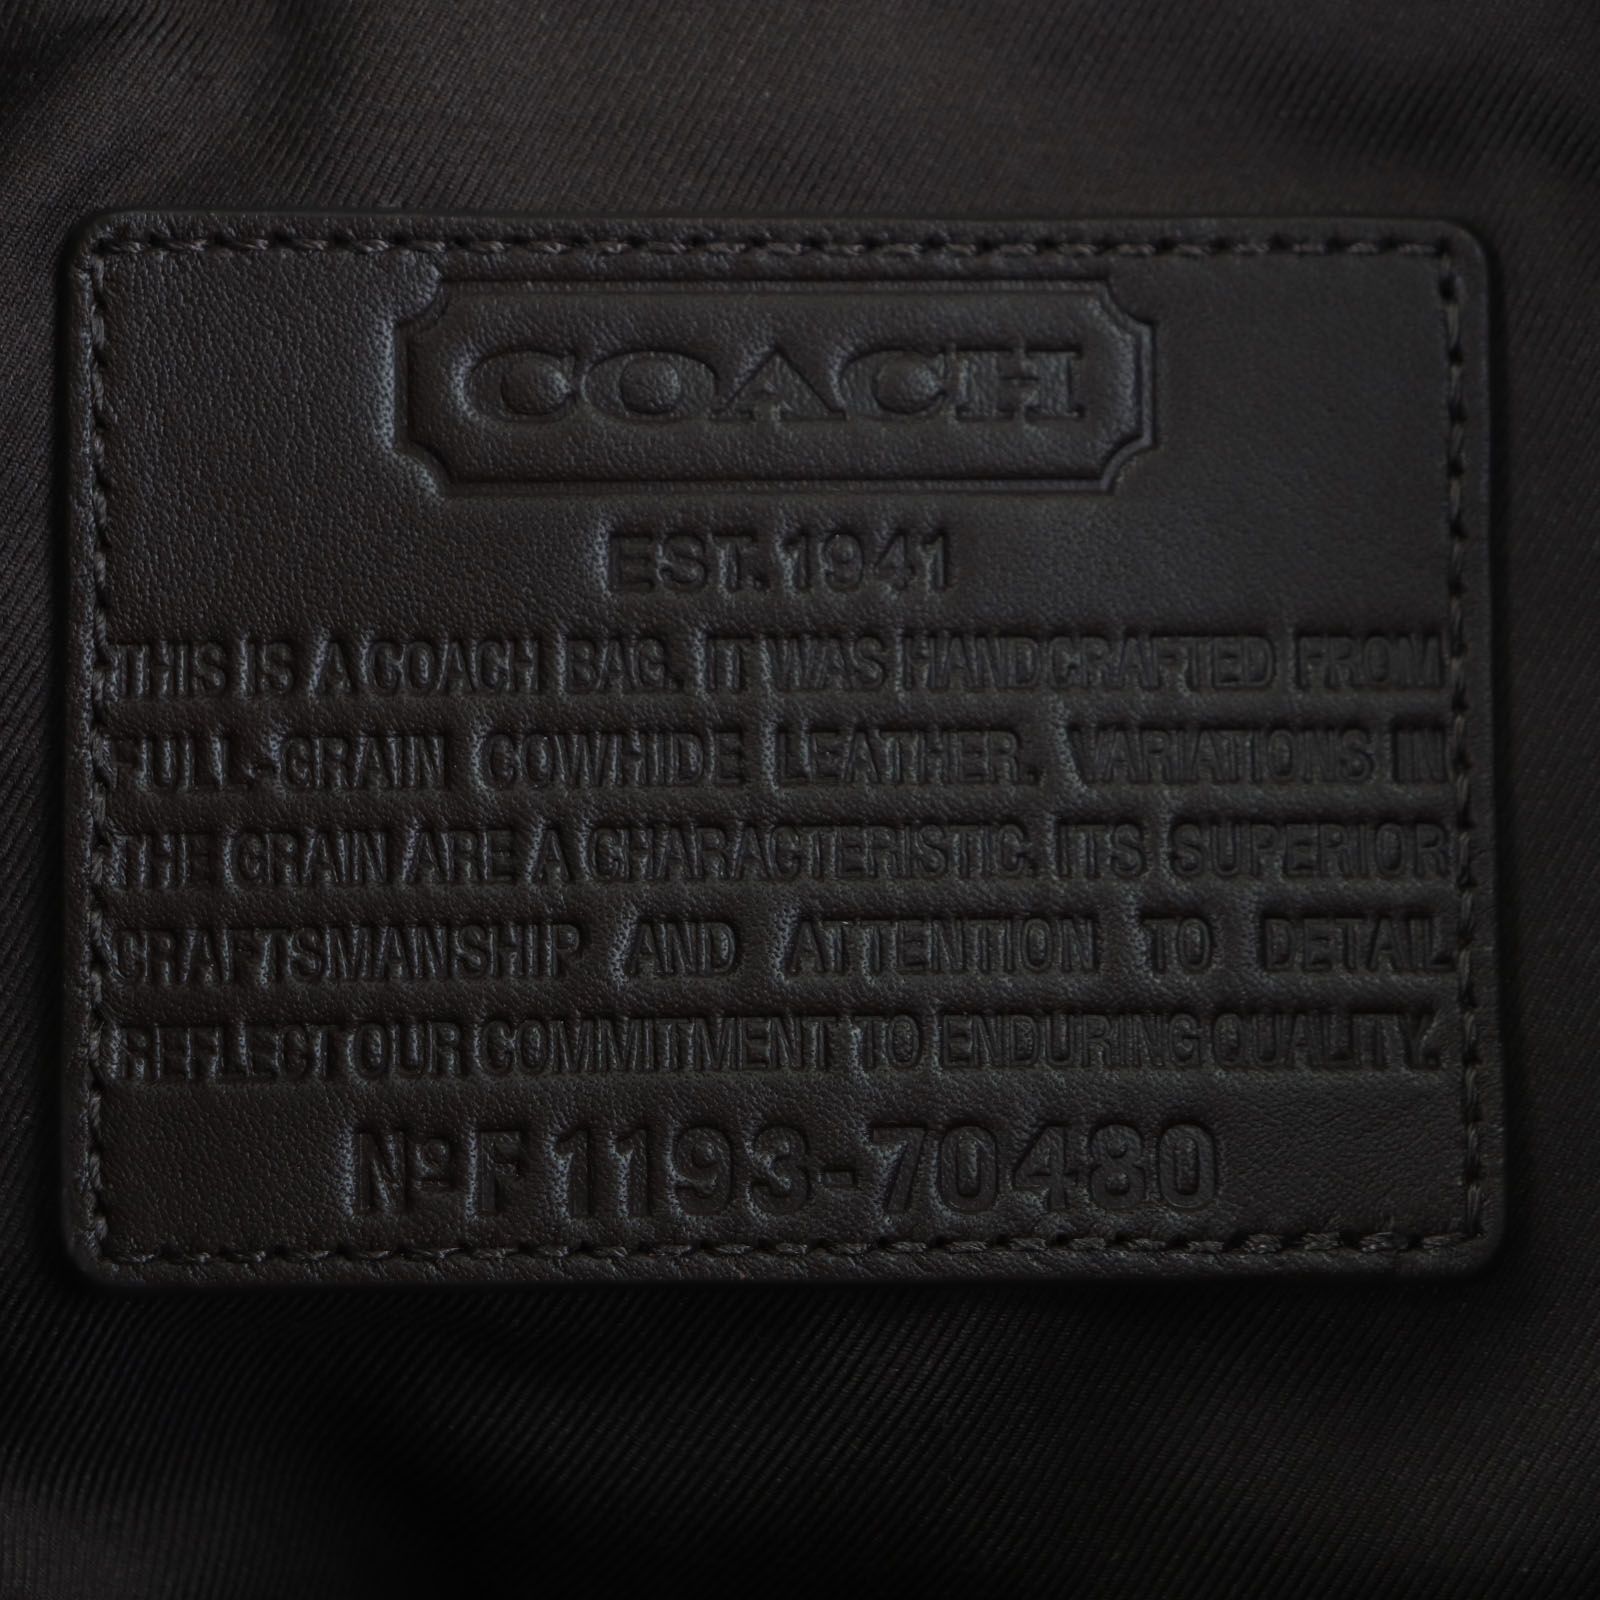 COACH
EST. 1941
THIS IS A COACH BAG. IT WAS HANDCRAFTED FROM
FULL-GRAIN COWHIDE LEATHER. VARIATIONS IN
THE GRAIN ARE A CHARACTERISTIC. ITS SUPERIOR
CRAFTSMANSHIP AND ATTENTION TO DETAIL
REFLECT OUR COMMITMENT TO ENDURING QUALITY.
Nº F1193-70480